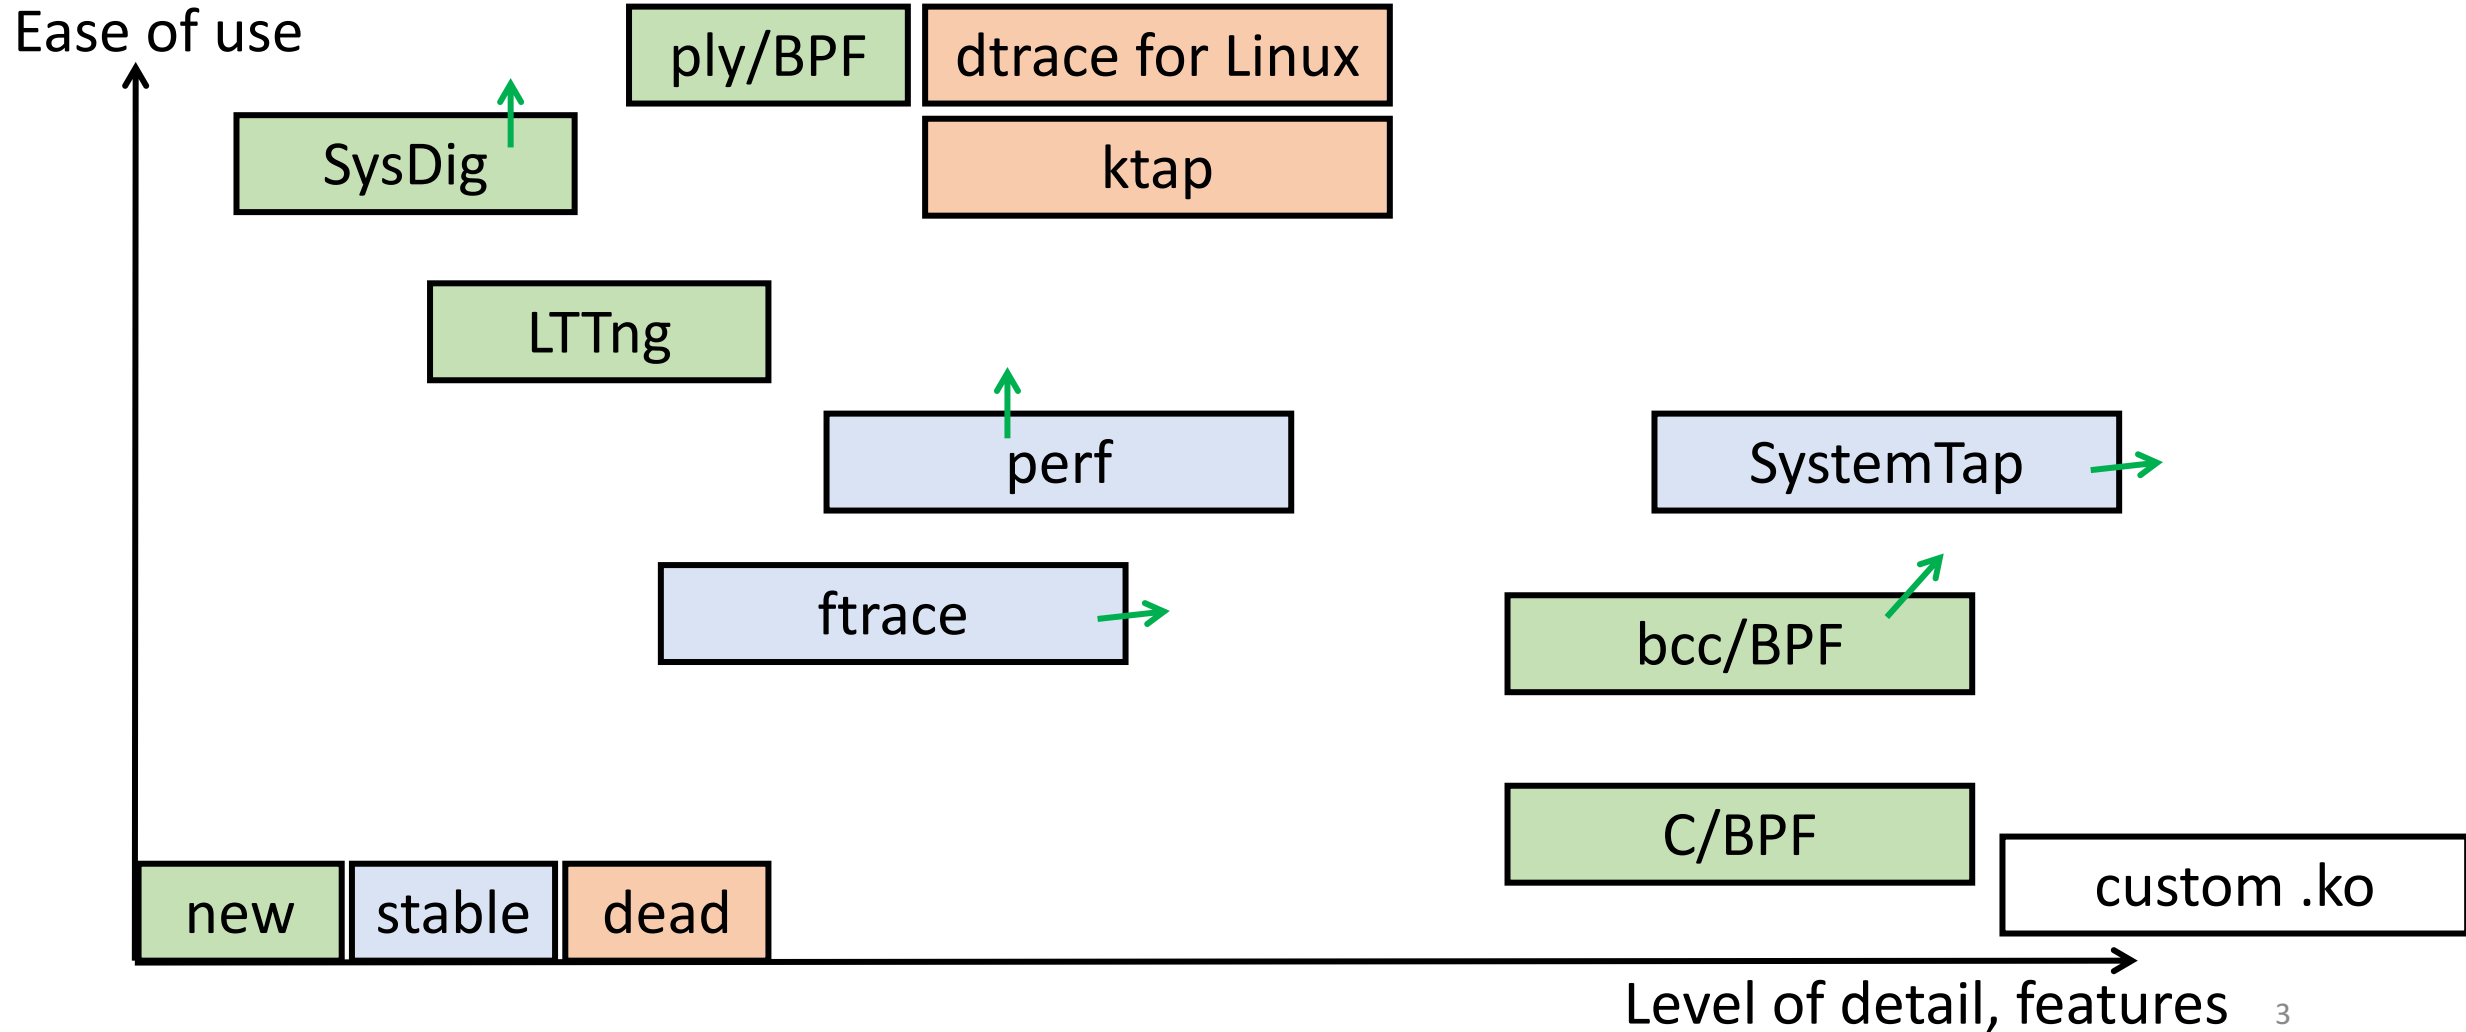 Ease of use
ply/BPF
dtrace for Linux
SysDig
ktap
LTTng
perf
SystemTap
ftrace
bcc/BPF
C/BPF
custom .ko
new
stable
dead
Level of detail, features
3